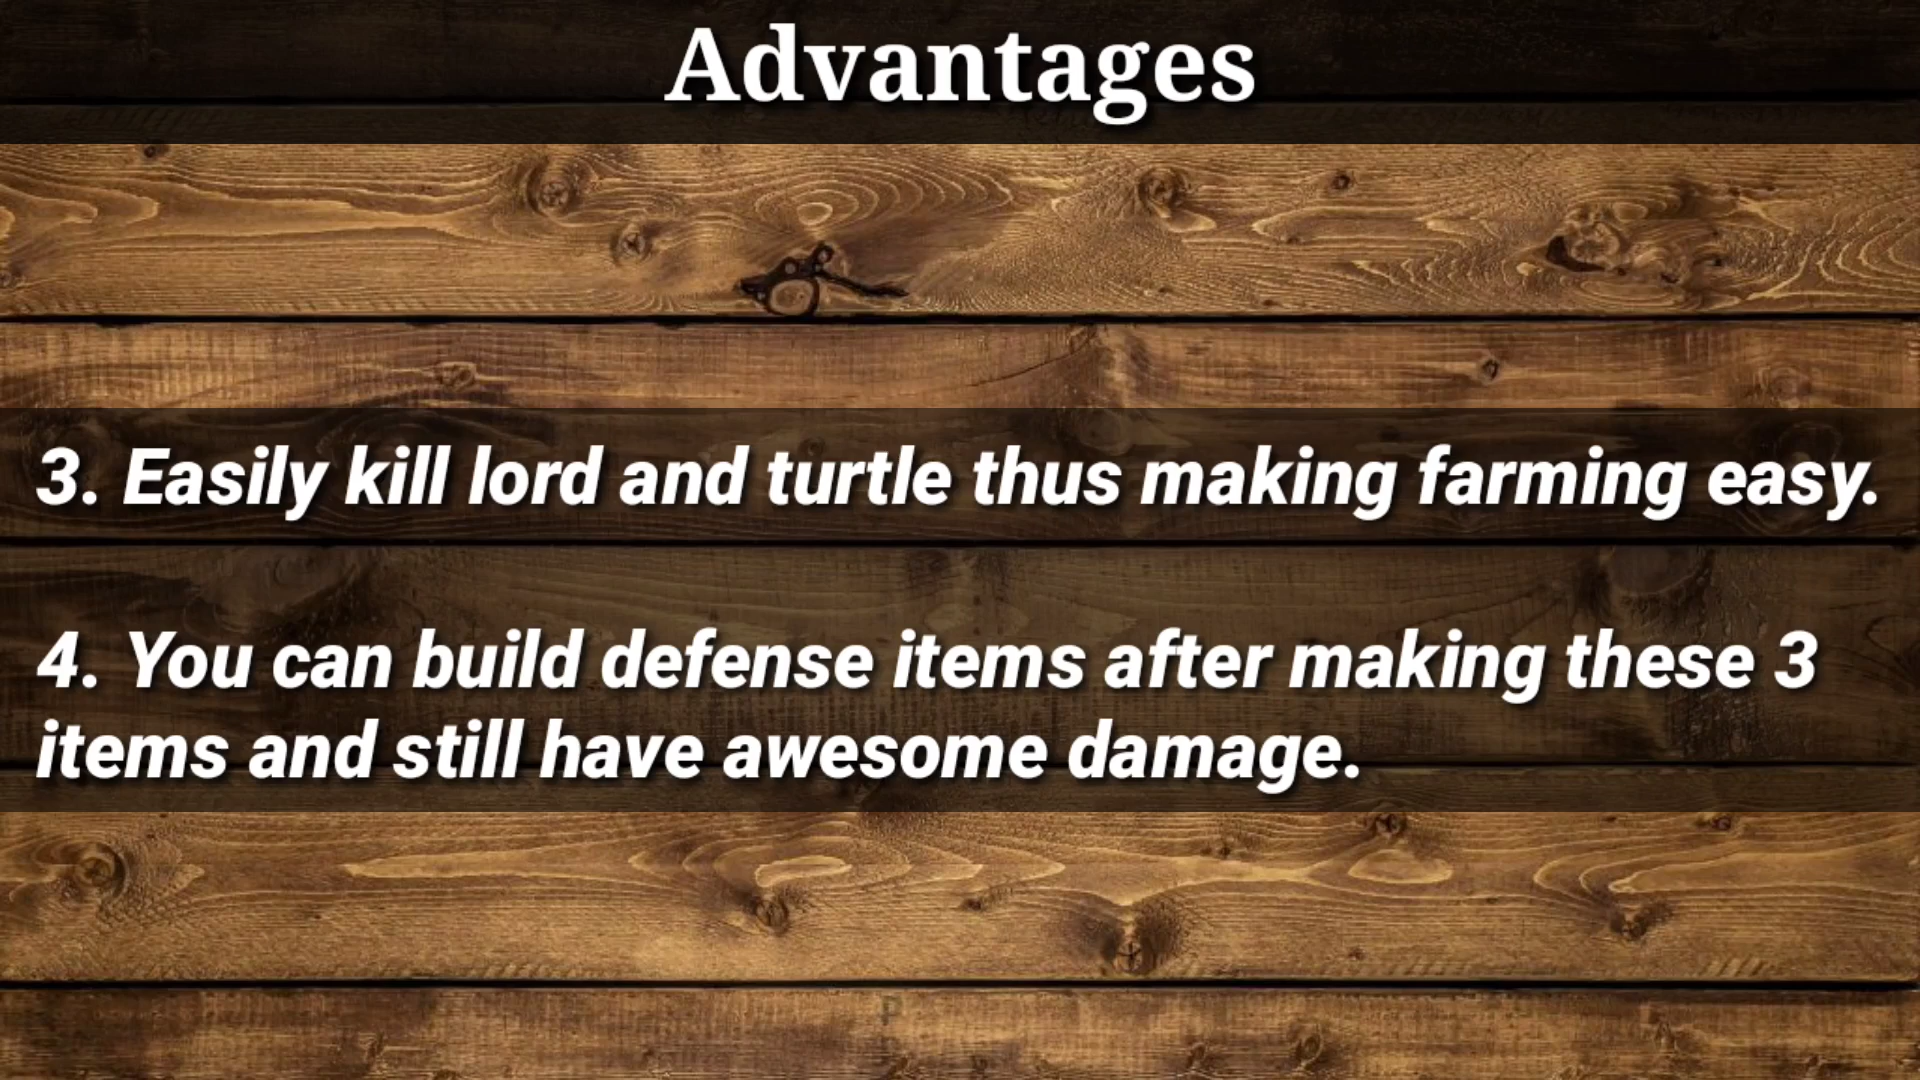 Advantages
3. Easily kill lord and turtle thus making farming easy.
4. You can build defense items after making these 3
items and still have awesome damage.